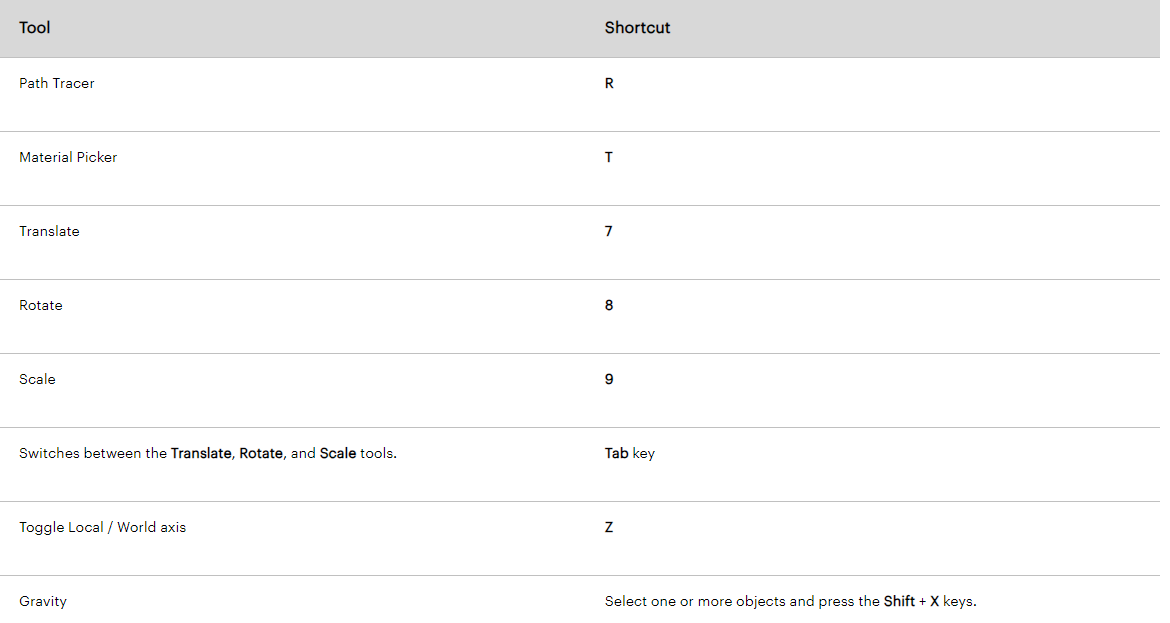 Tool Shortcut
Path Tracer R
Material Picker T
Translate 7
Rotate 8
Scale 9
Switches between the Translate, Rotate, and Scale tools. Tab key
Toggle Local / World axis Z
Gravity Select one or more objects and press the Shift + X keys.